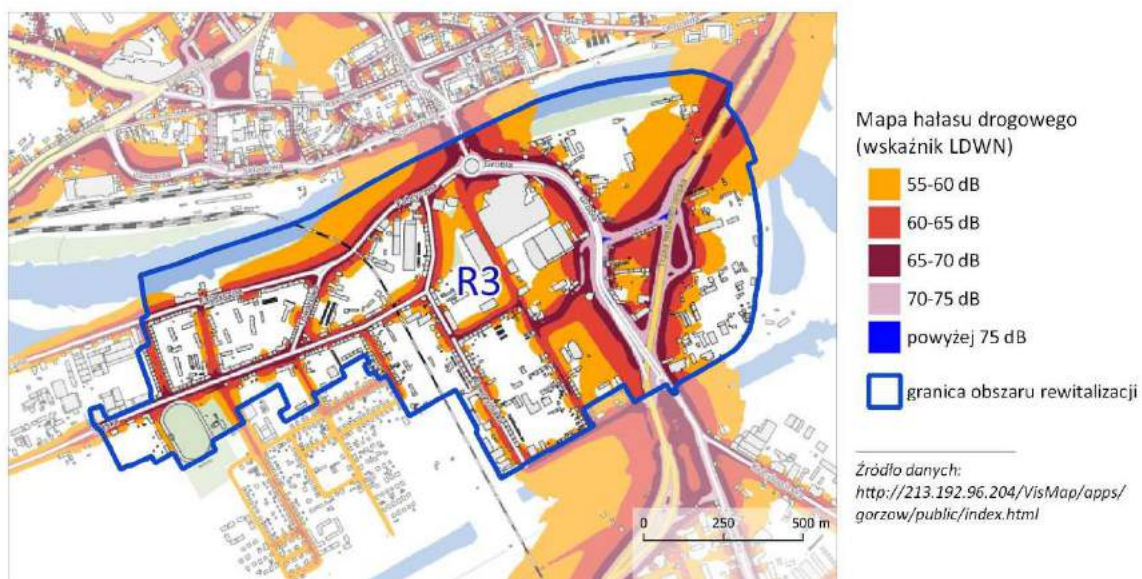 Mapa hałasu drogowego
(wskaźnik LDWN)
55-60 dB
60-65 dB
65-70 dB
70-75 dB
powyżej 75 dB
granica obszaru rewitalizacji
Źródło danych:
http://213.192.96.204/VisMap/apps/
gorzow/public/index.html
Grobla
R3
0 250 500 m